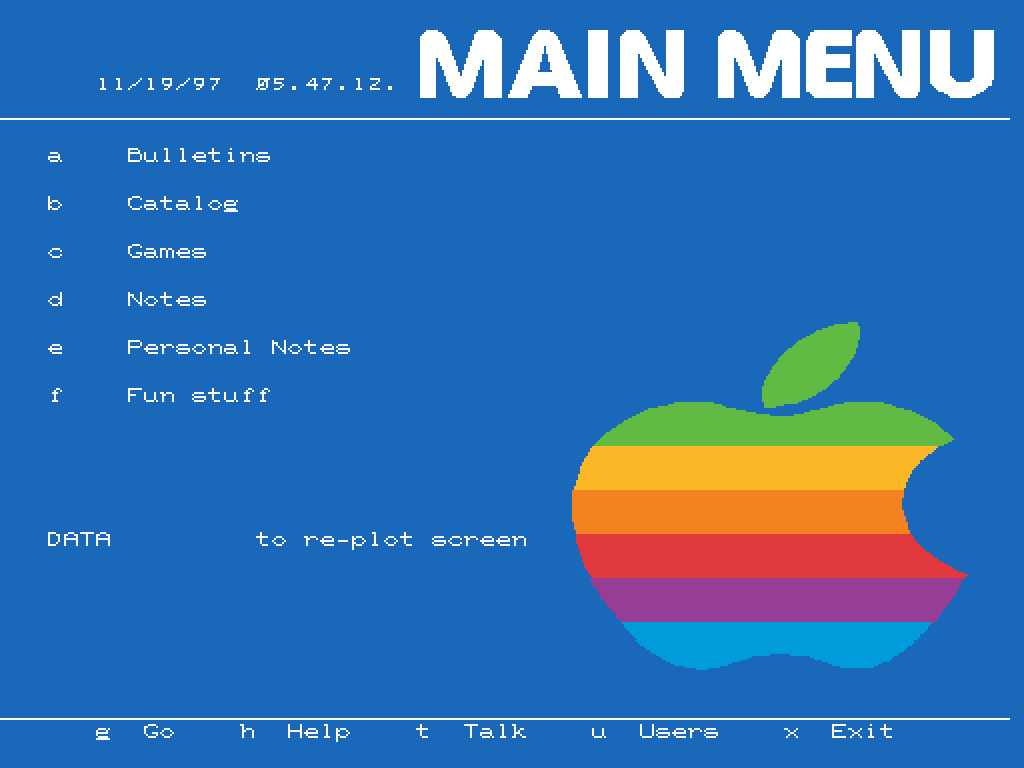 MAIN MENU
11/19/97 05.47.12.
a Bulletins
b Catalog
c Games
d Notes
e Personal Notes
f Fun stuff
DATA to re-plot screen
g Go h Help t Talk u Users x Exit